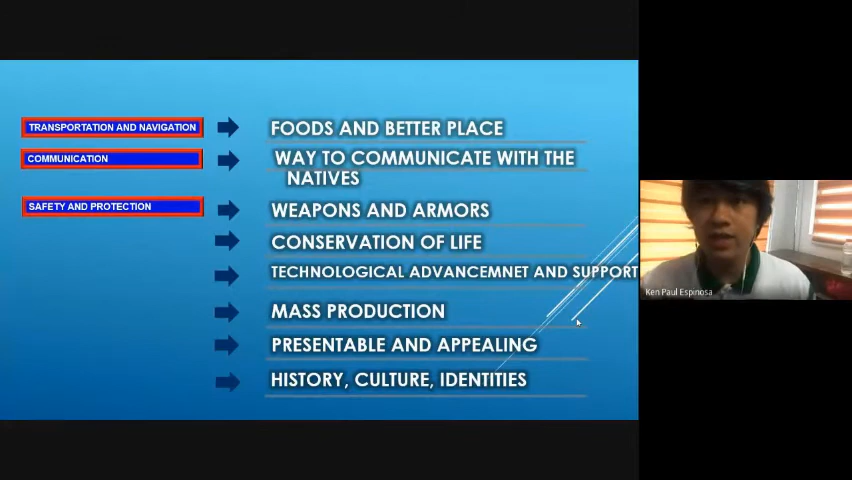 TRANSPORTATION AND NAVIGATION
FOODS AND BETTER PLACE
COMMUNICATION
WAY TO COMMUNICATE WITH THE
NATIVES
SAFETY AND PROTECTION
WEAPONS AND ARMORS
CONSERVATION OF LIFE
TECHNOLOGICAL ADVANCEMNET AND SUPPORT
MASS PRODUCTION
PRESENTABLE AND APPEALING
HISTORY, CULTURE, IDENTITIES
Ken Paul Espinosa